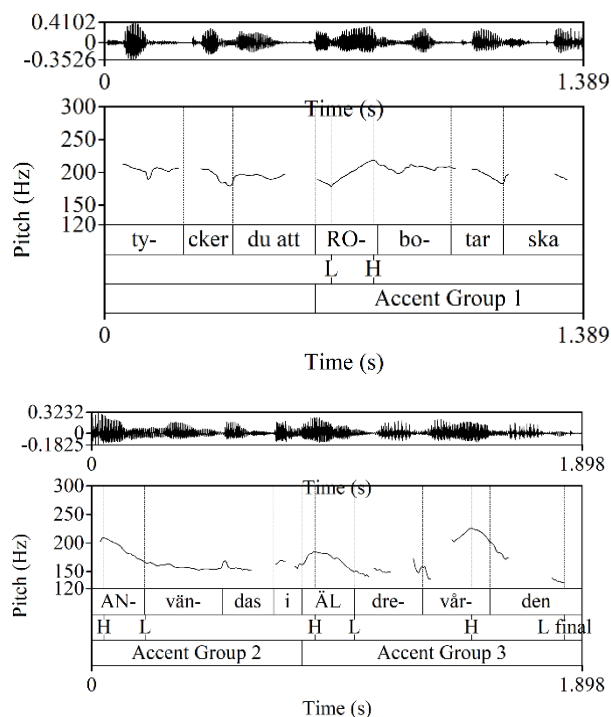 0.4102
0
-0.3526
0 1.389
Time (s)
300
250
200
150
120
Pitch (Hz)
ty- cker du att RO- bo- tar ska
L H
Accent Group 1
0 1.389
Time (s)
0.3232
0
-0.1825
0 1.898
Time (s)
300
250
200
150
120
Pitch (Hz)
AN- vän- das i ÄL dre- vår- den
H L H L H L final
Accent Group 2 Accent Group 3
0 1.898
Time (s)